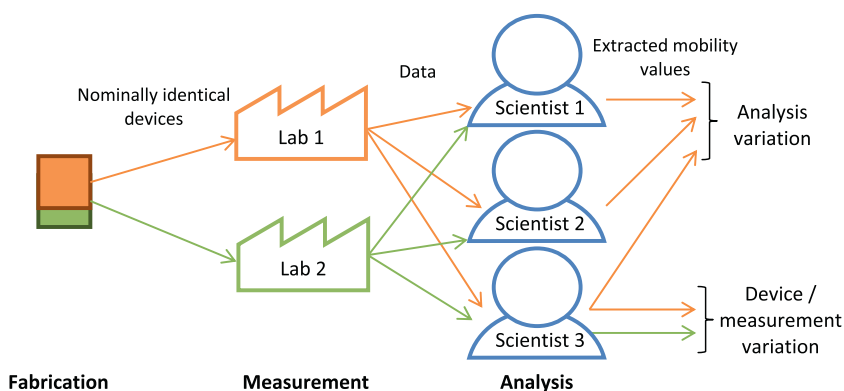 Nominally identical
devices
Lab 1
Lab 2
Data
Scientist 1
Scientist 2
Scientist 3
Extracted mobility
values
Analysis
variation
Device /
measurement
variation
Fabrication
Measurement
Analysis